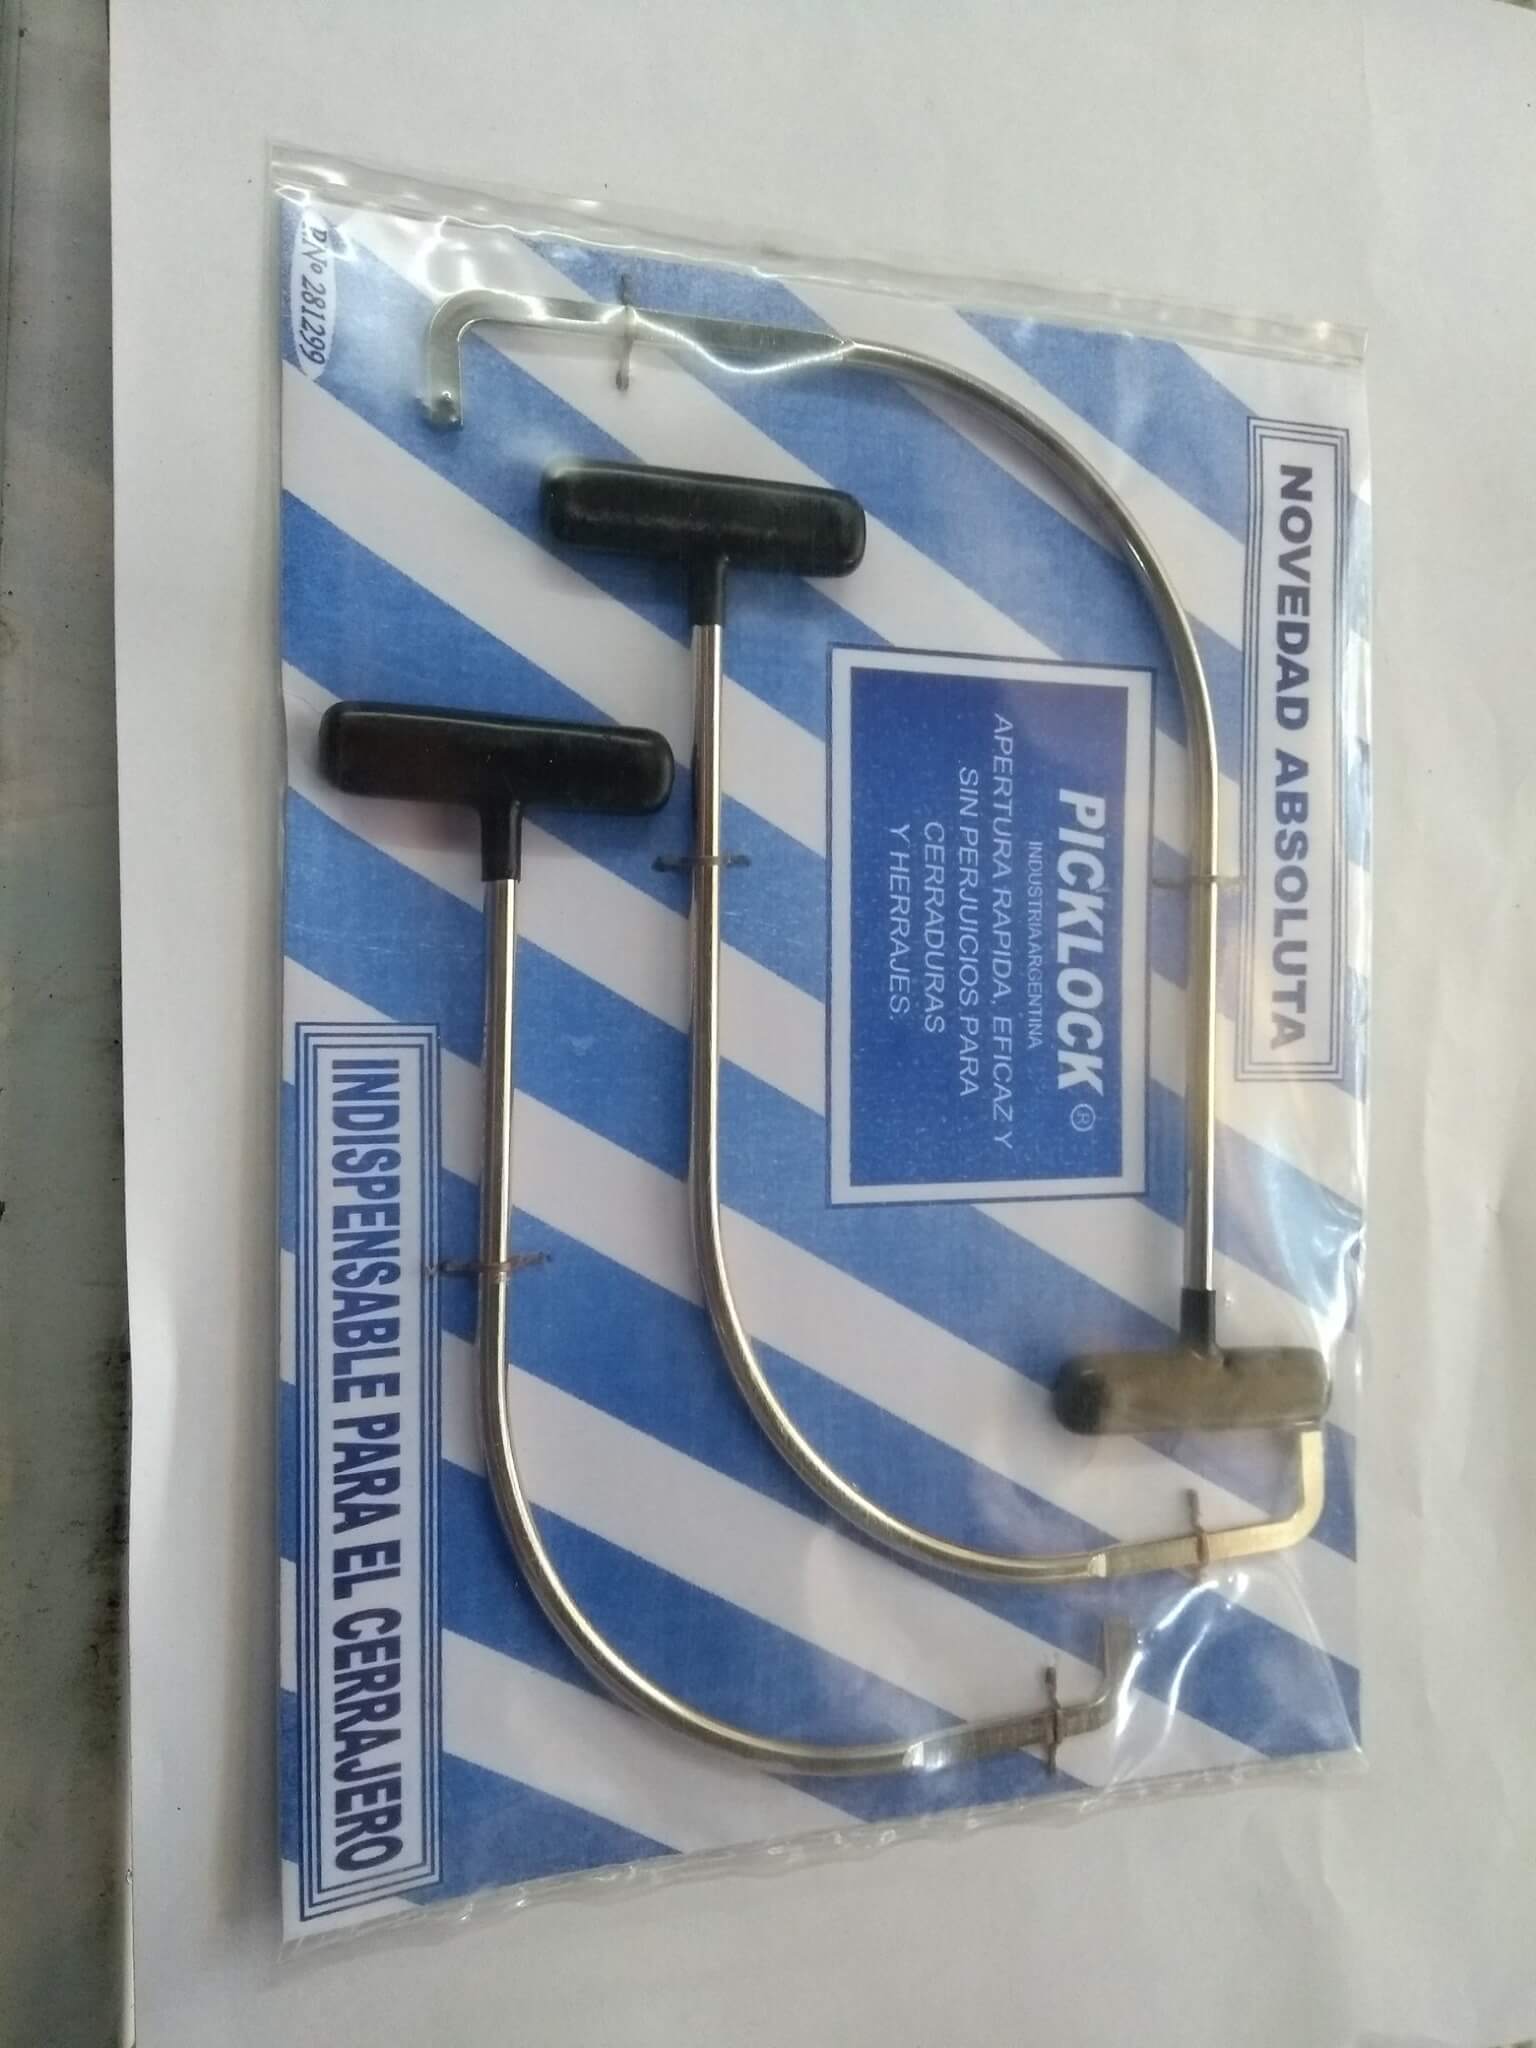 NOVEDAD ABSOLUTA
PICKLOCK ®
INDUSTRIA ARGENTINA
APERTURA RAPIDA, EFICAZ Y
SIN PERJUICIOS, PARA
CERRADURAS
Y HERRAJES.
INDISPENSABLE PARA EL CERRAJERO
P.Nº 281299